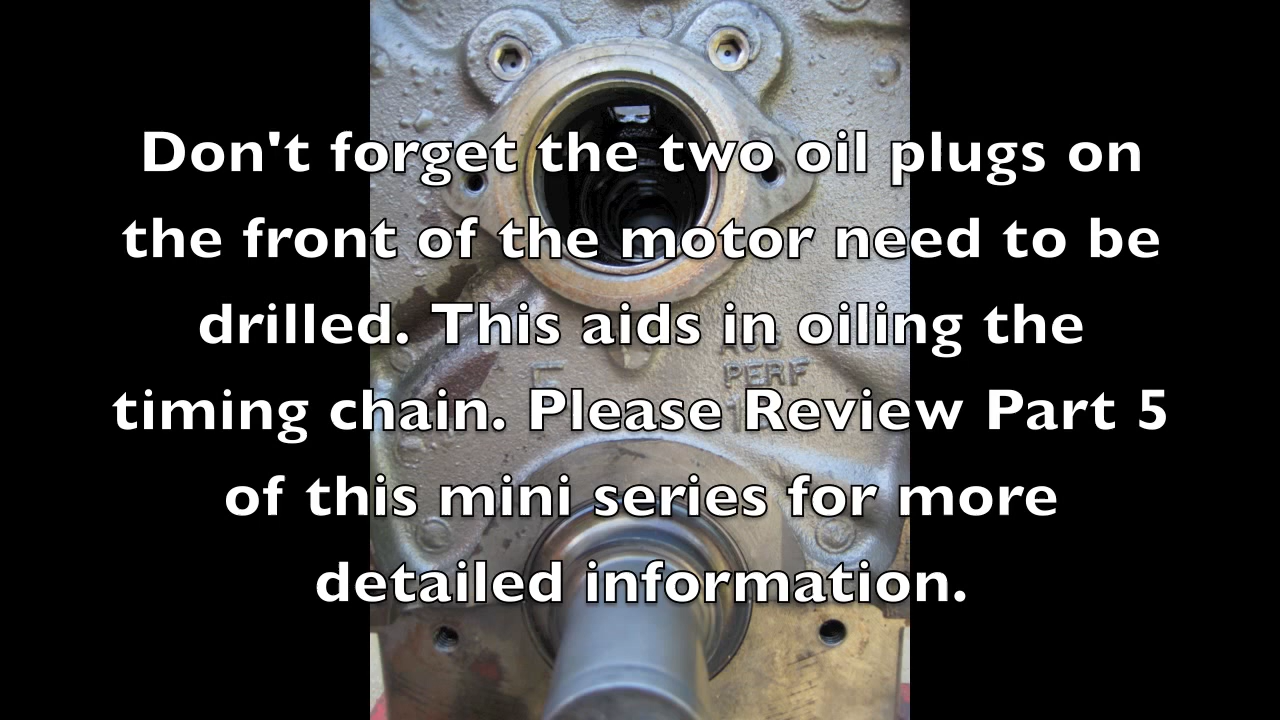 Don't forget the two oil plugs on
the front of the motor need to be
drilled. This aids in oiling the
timing chain. Please Review Part 5
of this mini series for more
detailed information.
PERF